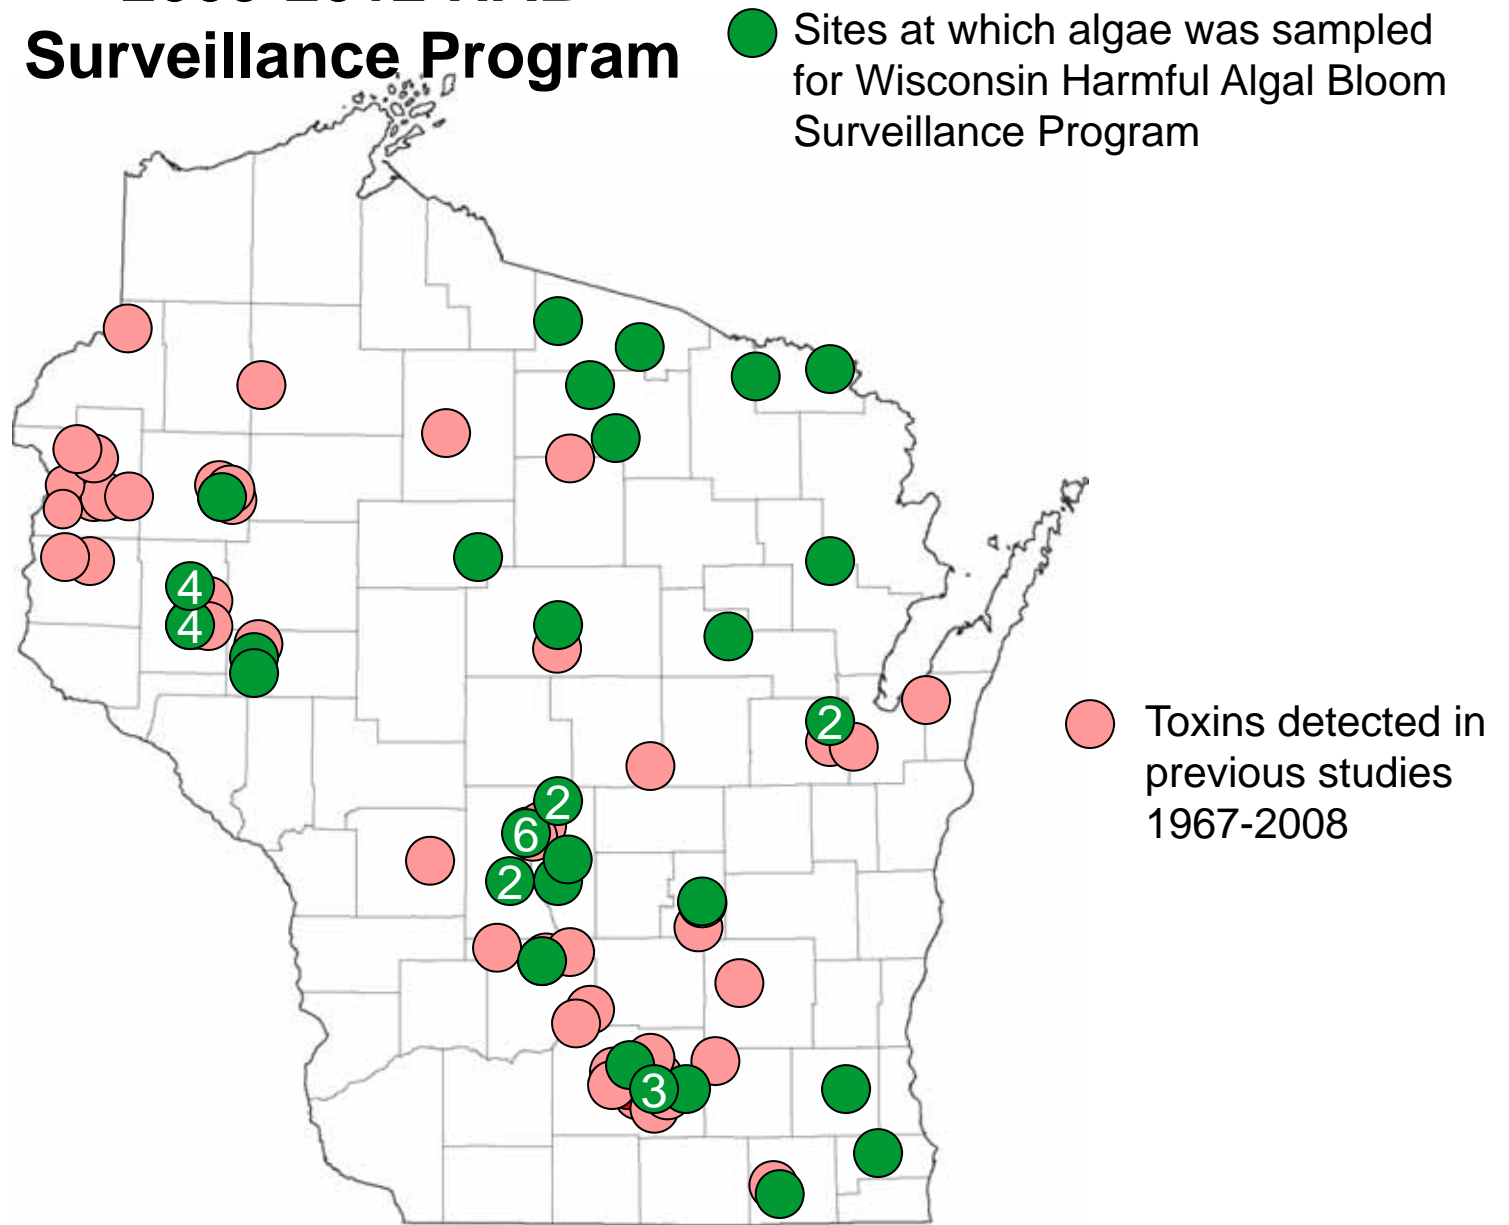 Surveillance Program
Sites at which algae was sampled
for Wisconsin Harmful Algal Bloom
Surveillance Program
4
4
2
Toxins detected in
previous studies
1967-2008
2
6
2
3